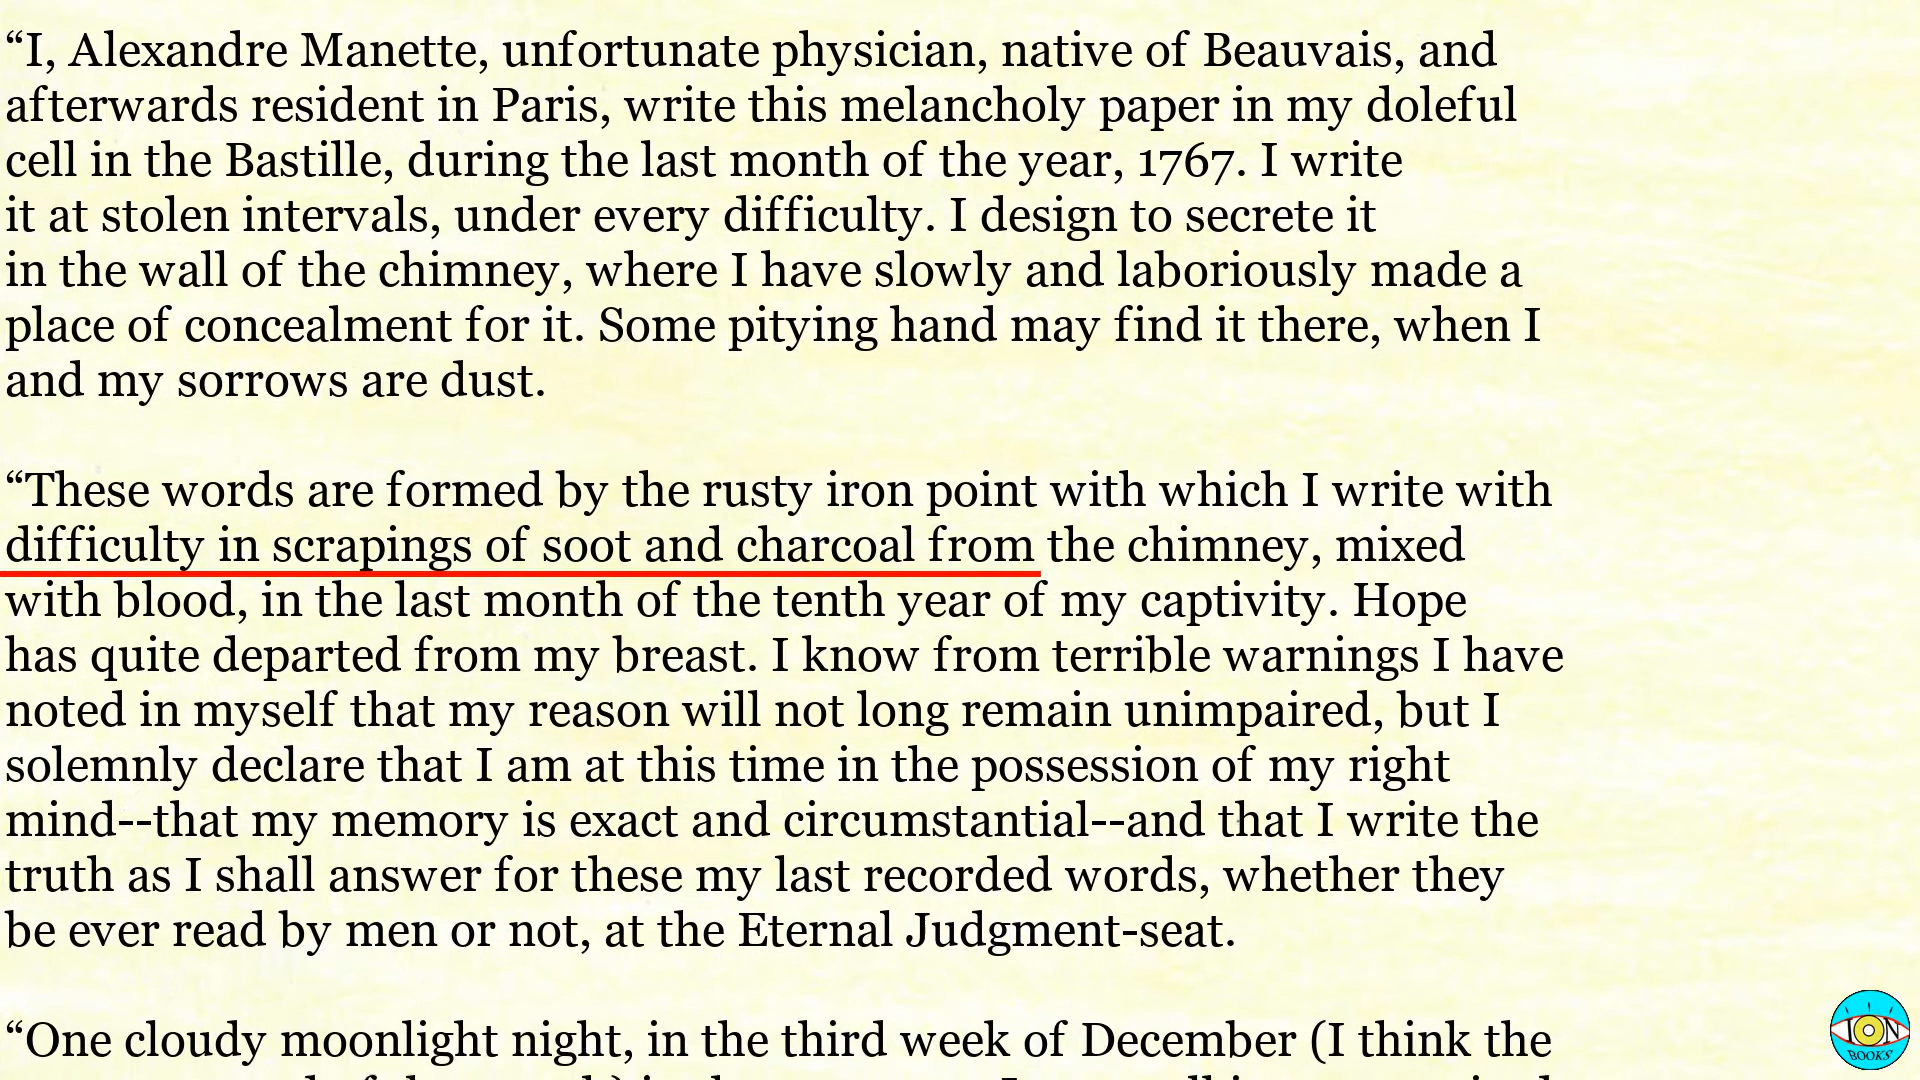 “I, Alexandre Manette, unfortunate physician, native of Beauvais, and
afterwards resident in Paris, write this melancholy paper in my doleful
cell in the Bastille, during the last month of the year, 1767. I write
it at stolen intervals, under every difficulty. I design to secrete it
in the wall of the chimney, where I have slowly and laboriously made a
place of concealment for it. Some pitying hand may find it there, when I
and my sorrows are dust.
“These words are formed by the rusty iron point with which I write with
difficulty in scrapings of soot and charcoal from the chimney, mixed
with blood, in the last month of the tenth year of my captivity. Hope
has quite departed from my breast. I know from terrible warnings I have
noted in myself that my reason will not long remain unimpaired, but I
solemnly declare that I am at this time in the possession of my right
mind--that my memory is exact and circumstantial--and that I write the
truth as I shall answer for these my last recorded words, whether they
be ever read by men or not, at the Eternal Judgment-seat.
“One cloudy moonlight night, in the third week of December (I think the
ION
BOOKS